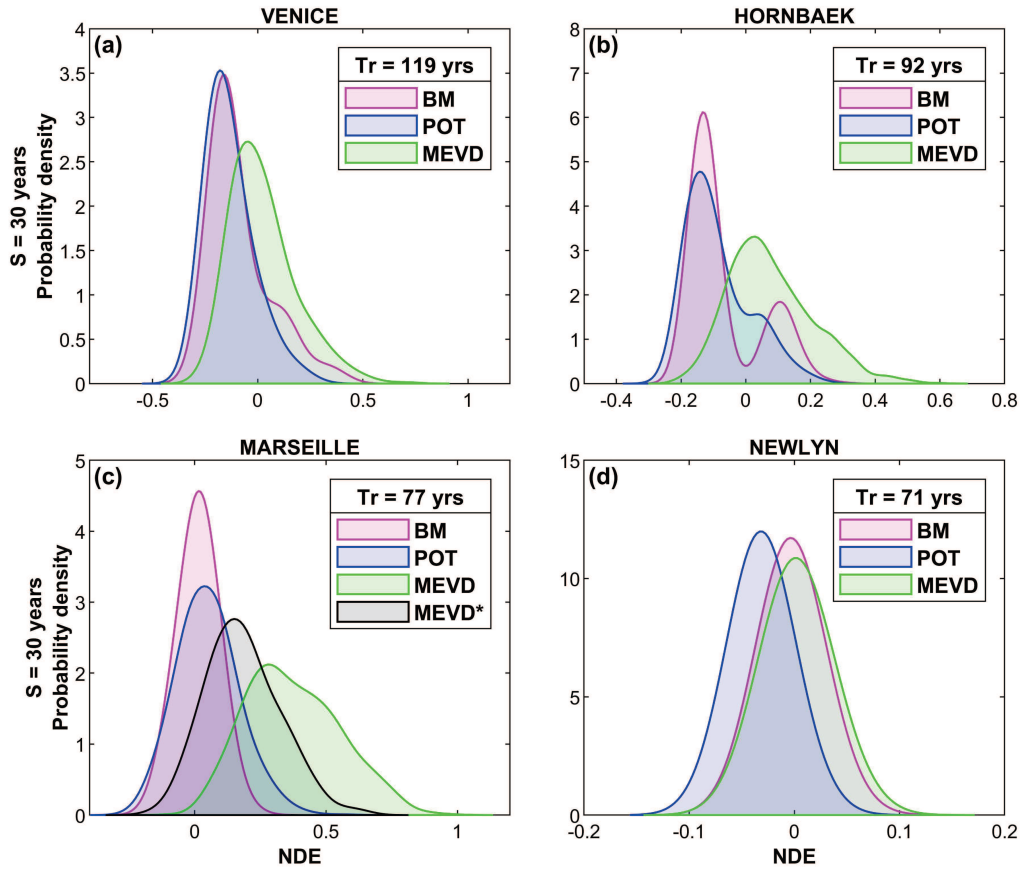 VENICE
(a)
Tr = 119 yrs
BM
POT
MEVD
S = 30 years
Probability density
4
3.5
3
2.5
2
1.5
1
0.5
0
-0.5
0
0.5
1
HORNBAEK
(b)
Tr = 92 yrs
BM
POT
MEVD
8
7
6
5
4
3
2
1
0
-0.4
-0.2
0
0.2
0.4
0.6
0.8
MARSEILLE
(c)
Tr = 77 yrs
BM
POT
MEVD
MEVD*
S = 30 years
Probability density
5
4
3
2
1
0
0
0.5
1
NDE
NEWLYN
(d)
Tr = 71 yrs
BM
POT
MEVD
15
10
5
0
-0.2
-0.1
0
0.1
0.2
NDE